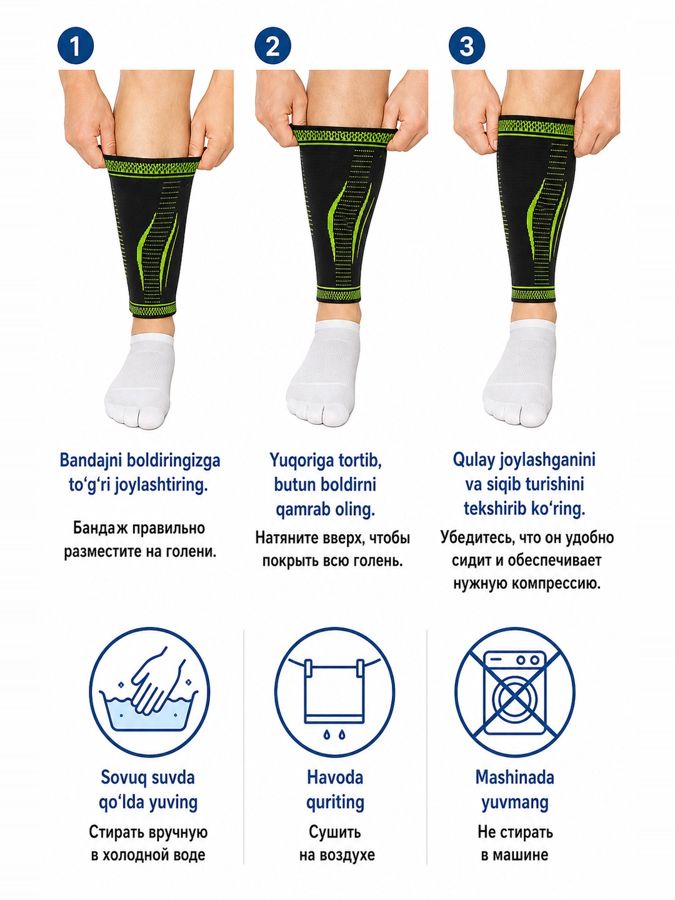 1
2
3
Bandajni boldiringizga
to‘g‘ri joylashtiring.
Бандаж правильно
разместите на голени.
Yuqoriga tortib,
butun boldirni
qamrab oling.
Натяните вверх, чтобы
покрыть всю голень.
Qulay joylashganini
va siqib turishini
tekshirib ko‘ring.
Убедитесь, что он удобно
сидит и обеспечивает
нужную компрессию.
Sovuq suvda
qo‘lda yuving
Стирать вручную
в холодной воде
Havoda
quriting
Сушить
на воздухе
Mashinada
yuvmang
Не стирать
в машине